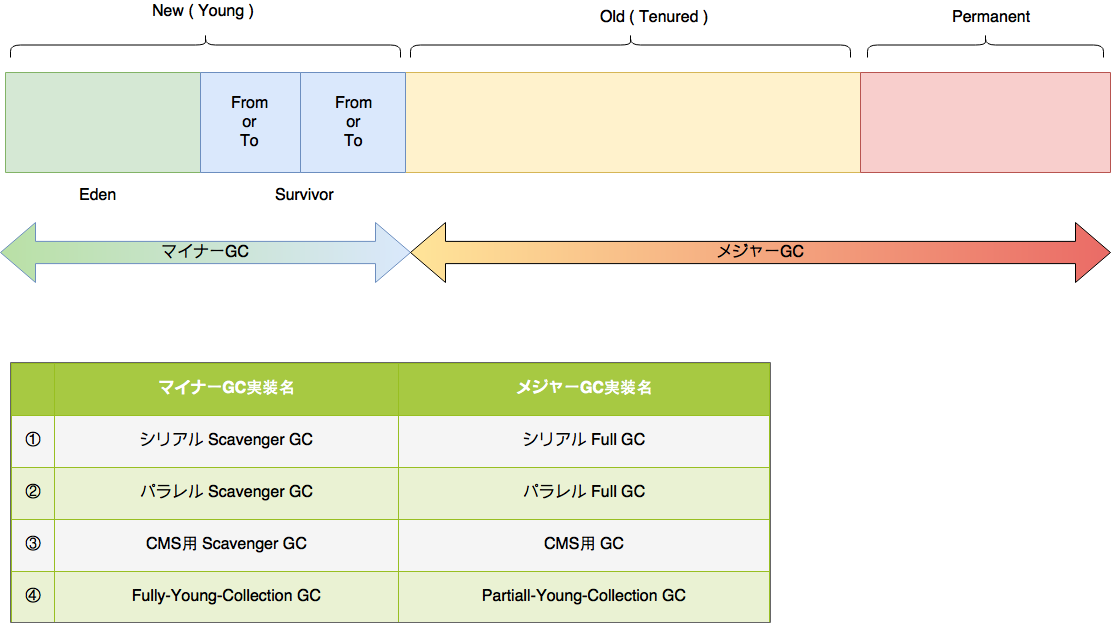 New ( Young )
Old ( Tenured )
Permanent
From
or
To
From
or
To
Eden
Survivor
マイナーGC
メジャーGC
マイナーGC実装名
メジャーGC実装名
①
シリアル Scavenger GC
シリアル Full GC
②
パラレル Scavenger GC
パラレル Full GC
③
CMS用 Scavenger GC
CMS用 GC
④
Fully-Young-Collection GC
Partiall-Young-Collection GC